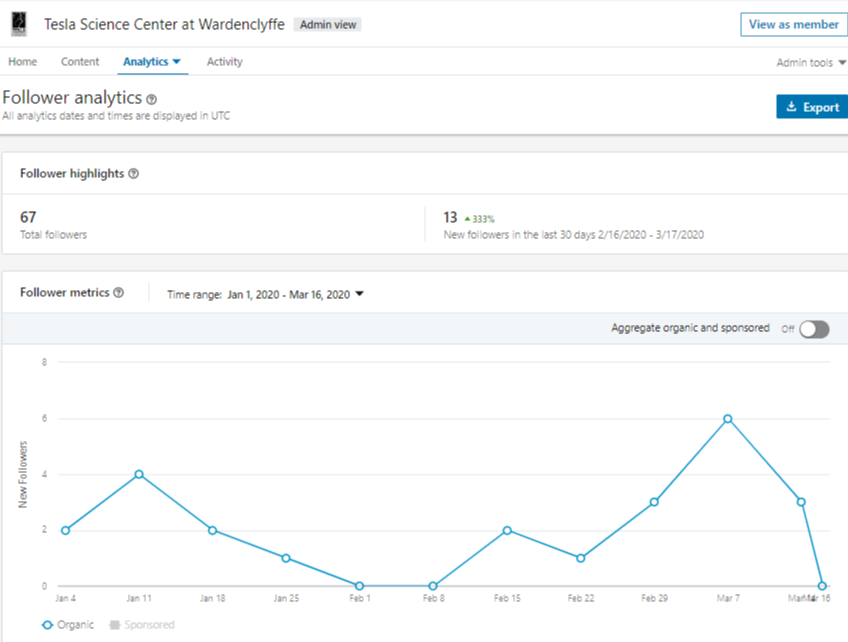 Tesla Science Center at Wardenclyffe Admin view View as member
Home Content Analytics Activity Admin tools
Follower analytics
All analytics dates and times are displayed in UTC
Export
Follower highlights
67
Total followers
13 333%
New followers in the last 30 days 2/16/2020 - 3/17/2020
Follower metrics Time range: Jan 1, 2020 - Mar 16, 2020
Aggregate organic and sponsored Off
New Followers
8
6
4
2
0
Jan 4 Jan 11 Jan 18 Jan 25 Feb 1 Feb 8 Feb 15 Feb 22 Feb 29 Mar 7 Mar 16
Organic Sponsored